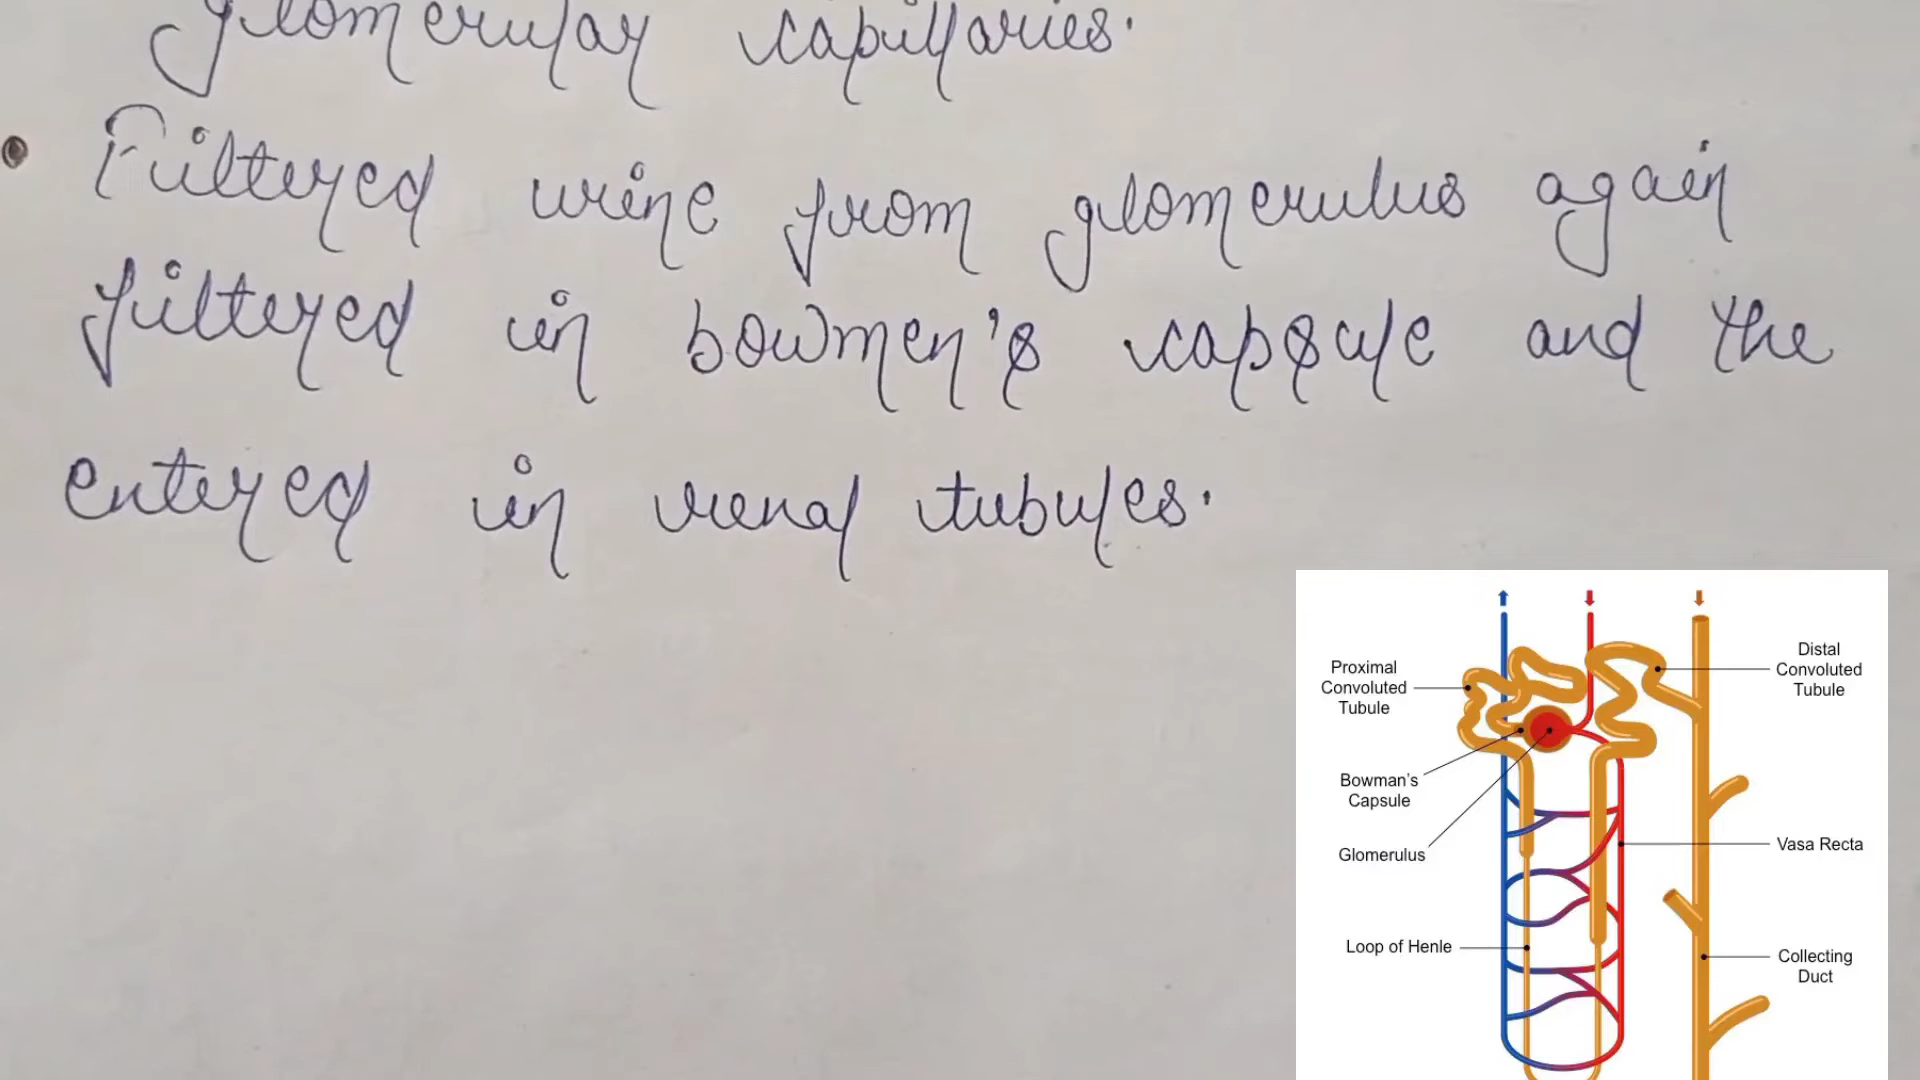 glomerular capillaries.
Filtered urine from glomerulus again
filtered in bowmen's capsule and the
entered in renal tubules.
Proximal
Convoluted
Tubule
Distal
Convoluted
Tubule
Bowman's
Capsule
Glomerulus
Vasa Recta
Loop of Henle
Collecting
Duct